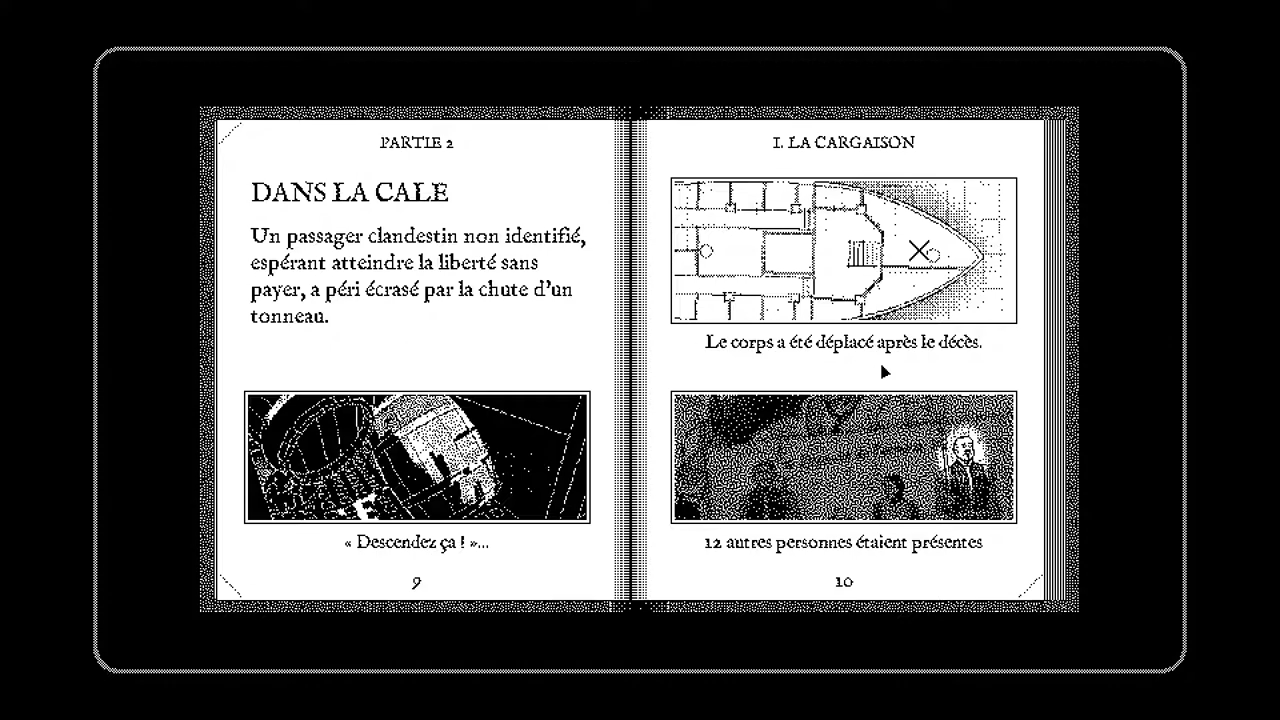 PARTIE 2
DANS LA CALE
Un passager clandestin non identifié,
espérant atteindre la liberté sans
payer, a péri écrasé par la chute d'un
tonneau.
« Descendez ça ! »...
9
I. LA CARGAISON
Le corps a été déplacé après le décès.
12 autres personnes étaient présentes
10